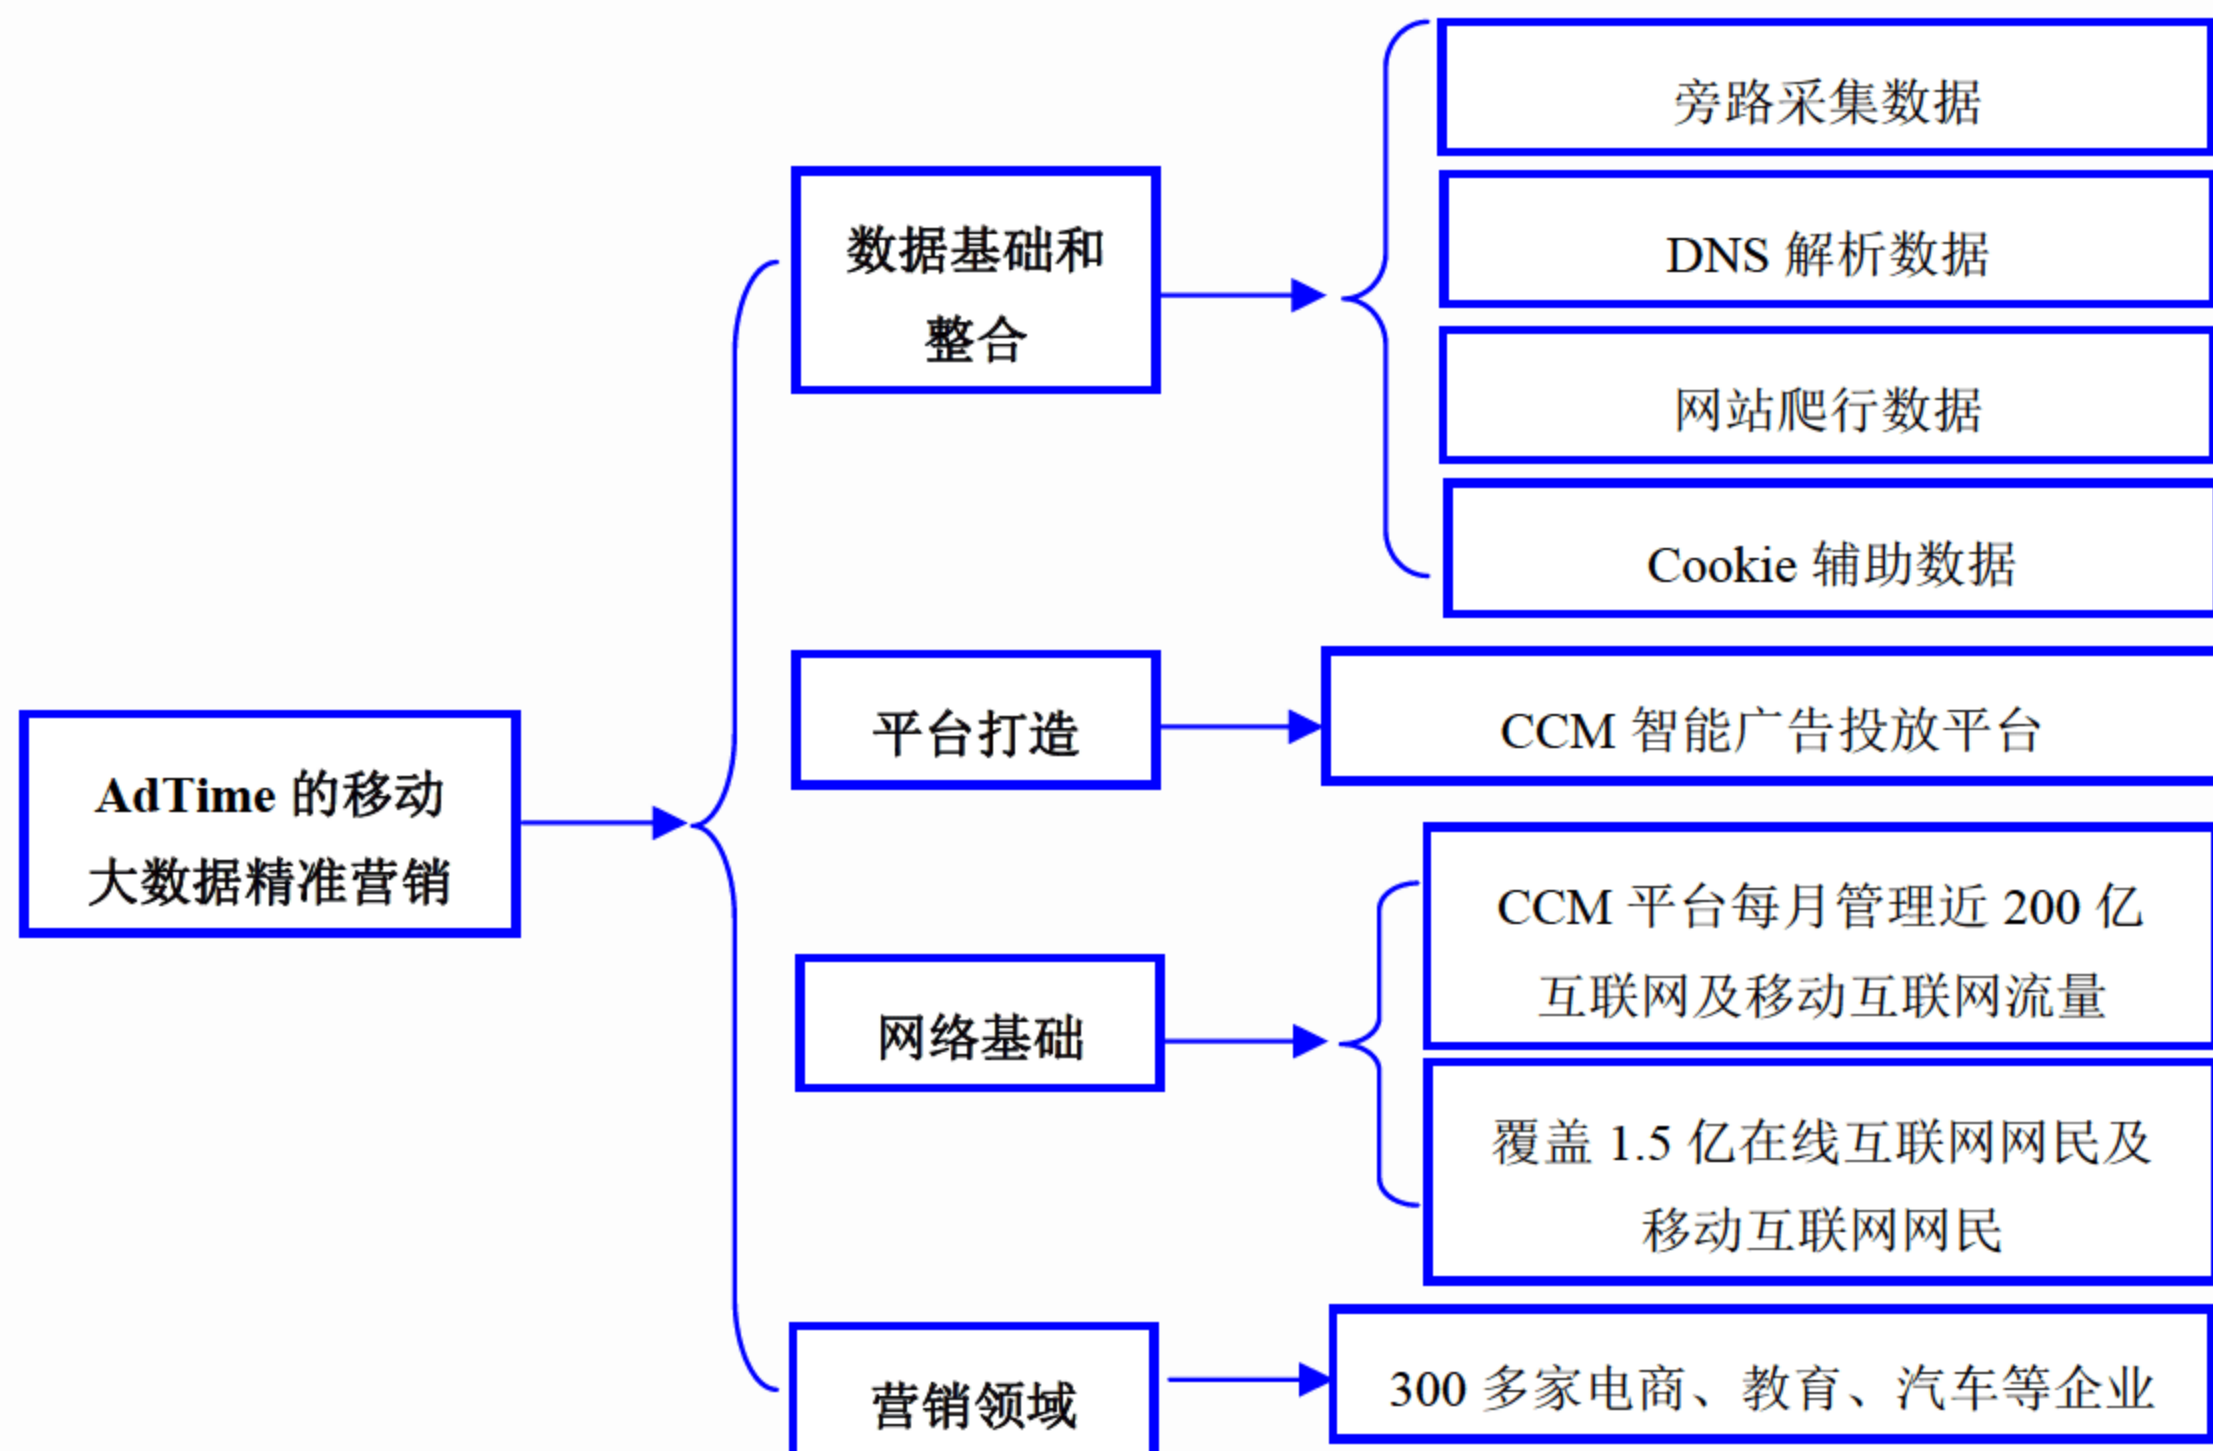 AdTime 的移动
大数据精准营销
数据基础和
整合
旁路采集数据
DNS 解析数据
网站爬行数据
Cookie 辅助数据
平台打造
CCM 智能广告投放平台
网络基础
CCM 平台每月管理近 200 亿
互联网及移动互联网流量
覆盖 1.5 亿在线互联网网民及
移动互联网网民
营销领域
300 多家电商、教育、汽车等企业